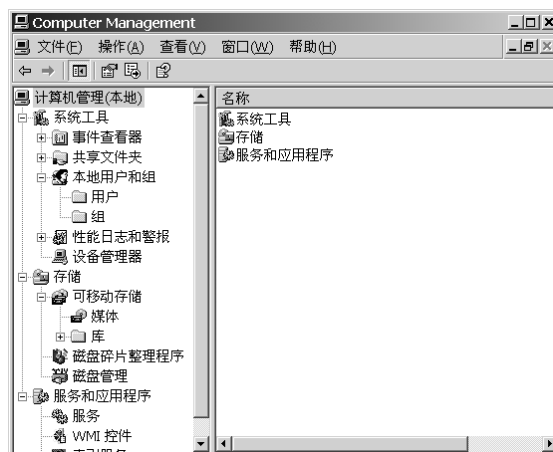 Computer Management
文件(F) 操作(A) 查看(V) 窗口(W) 帮助(H)
计算机管理(本地)
系统工具
事件查看器
共享文件夹
本地用户和组
用户
组
性能日志和警报
设备管理器
存储
可移动存储
媒体
库
磁盘碎片整理程序
磁盘管理
服务和应用程序
服务
WMI 控件
名称
系统工具
存储
服务和应用程序